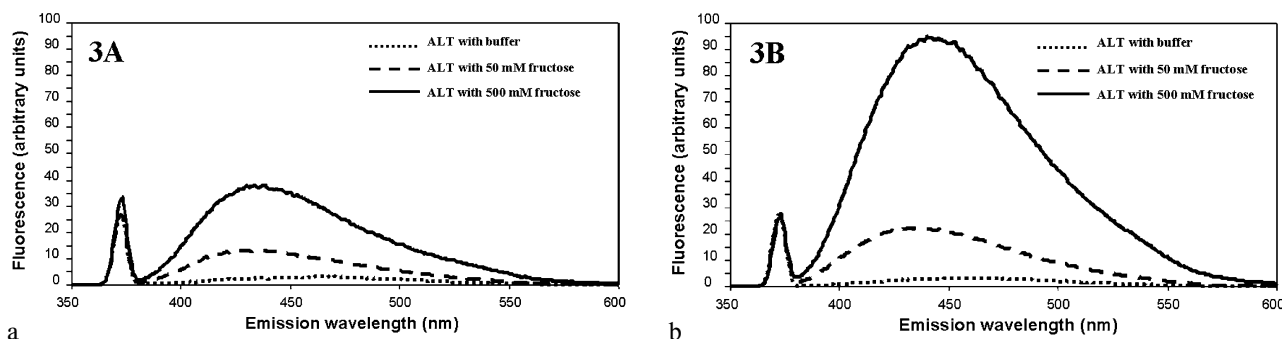 3A
ALT with buffer
ALT with 50 mM fructose
ALT with 500 mM fructose
Fluorescence (arbitrary units)
100
90
80
70
60
50
40
30
20
10
0
350 400 450 500 550 600
Emission wavelength (nm)
a
3B
ALT with buffer
ALT with 50 mM fructose
ALT with 500 mM fructose
Fluorescence (arbitrary units)
100
90
80
70
60
50
40
30
20
10
0
350 400 450 500 550 600
Emission wavelength (nm)
b